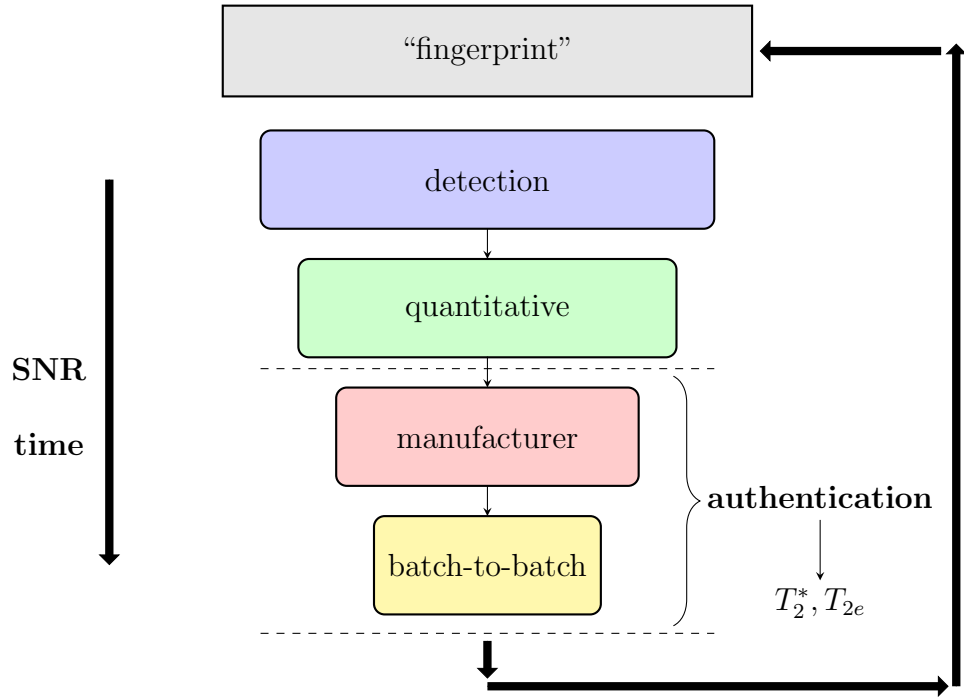 “fingerprint”
detection
quantitative
SNR
manufacturer
time
authentication
batch-to-batch
T₂*, T₂ₑ